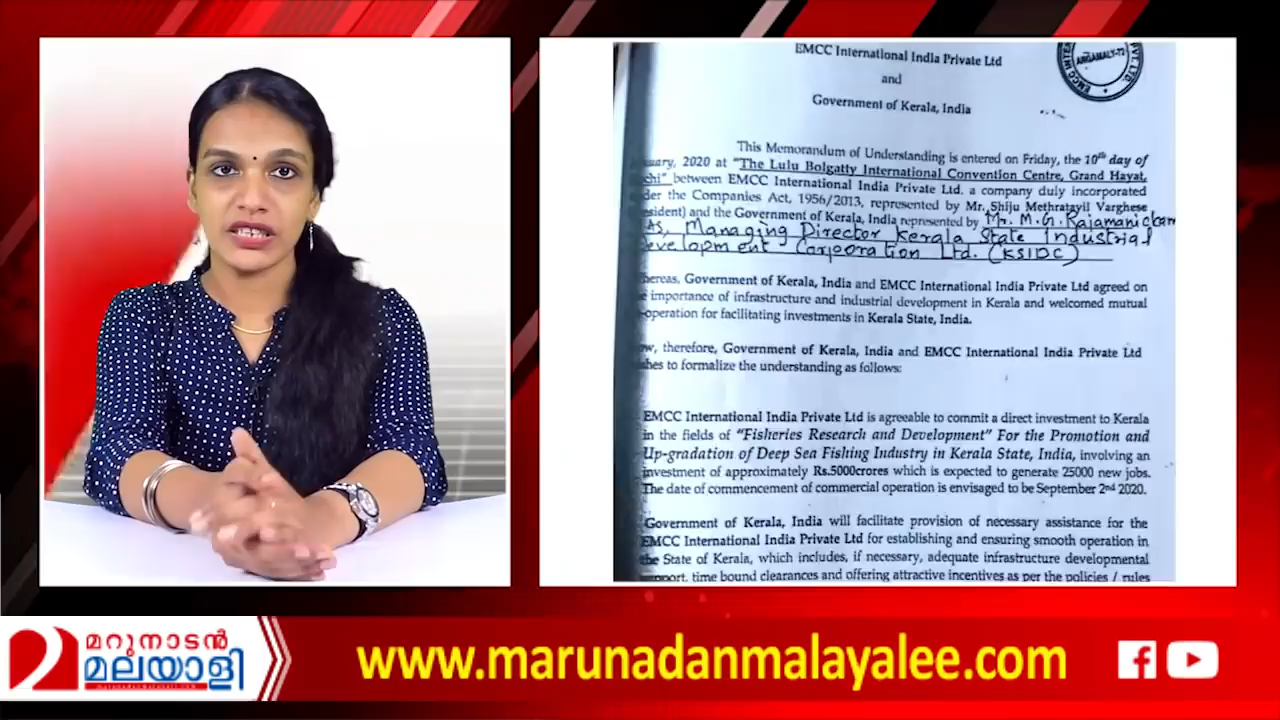 EMCC International India Private Ltd
and
Government of Kerala, India
ANGAMALY-72
This Memorandum of Understanding is entered on Friday, the 10th day of
2020 at "The Lulu Bolgatty International Convention Centre, Grand Hayat,
between EMCC International India Private Ltd. a company duly incorporated
the Companies Act, 1956/2013, represented by Mr. Shiju Methratayil Varghese
and the Government of Kerala, India represented by Mr. M.G. Rajamanickam
Managing Director Kerala State Industrial
Corporation Ltd. (KSIDC)
Government of Kerala, India and EMCC International India Private Ltd agreed on
importance of infrastructure and industrial development in Kerala and welcomed mutual
for facilitating investments in Kerala State, India.
therefore, Government of Kerala, India and EMCC International India Private Ltd
to formalize the understanding as follows:
EMCC International India Private Ltd is agreeable to commit a direct investment to Kerala
in the fields of "Fisheries Research and Development" For the Promotion and
Up-gradation of Deep Sea Fishing Industry in Kerala State, India, involving an
investment of approximately Rs.5000crores which is expected to generate 25000 new jobs.
The date of commencement of commercial operation is envisaged to be September 2nd 2020.
Government of Kerala, India will facilitate provision of necessary assistance for the
EMCC International India Private Ltd for establishing and ensuring smooth operation in
the State of Kerala, which includes, if necessary, adequate infrastructure developmental
time bound clearances and offering attractive incentives as per the policies / rules
മറുനാടൻ
മലയാളി
www.marunadanmalayalee.com